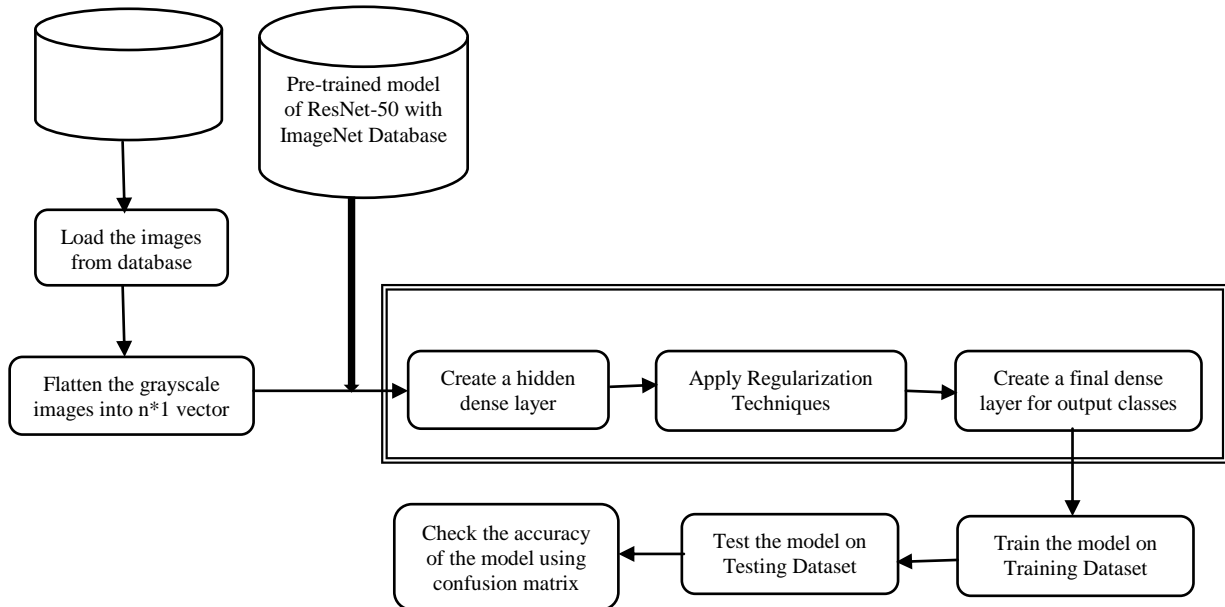 Pre-trained model
of ResNet-50 with
ImageNet Database
Load the images
from database
Flatten the grayscale
images into n*1 vector
Create a hidden
dense layer
Apply Regularization
Techniques
Create a final dense
layer for output classes
Train the model on
Training Dataset
Test the model on
Testing Dataset
Check the accuracy
of the model using
confusion matrix